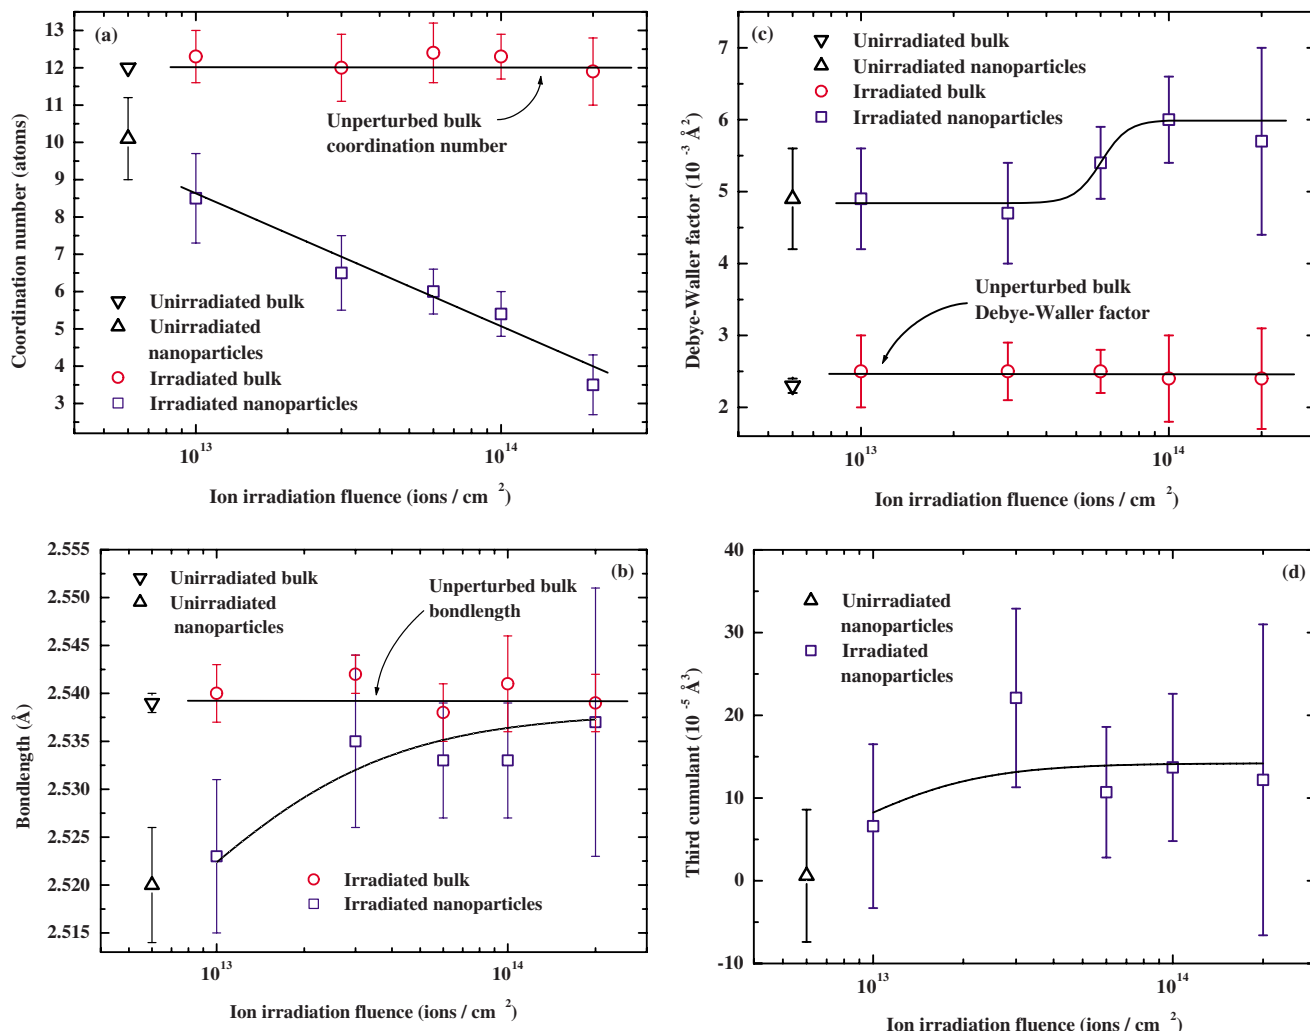 (a)
13
12
11
10
9
8
7
6
5
4
3
Coordination number (atoms)
Unperturbed bulk
coordination number
Unirradiated bulk
Unirradiated
nanoparticles
Irradiated bulk
Irradiated nanoparticles
10^13
10^14
Ion irradiation fluence (ions / cm ^2)
(c)
7
6
5
4
3
2
Debye-Waller factor (10^-3 Å^2)
Unirradiated bulk
Unirradiated nanoparticles
Irradiated bulk
Irradiated nanoparticles
Unperturbed bulk
Debye-Waller factor
10^13
10^14
Ion irradiation fluence (ions / cm ^2)
(b)
2.555
2.550
2.545
2.540
2.535
2.530
2.525
2.520
2.515
Bondlength (Å)
Unirradiated bulk
Unirradiated
nanoparticles
Unperturbed bulk
bondlength
Irradiated bulk
Irradiated nanoparticles
10^13
10^14
Ion irradiation fluence (ions / cm ^2)
(d)
40
30
20
10
0
-10
Third cumulant (10^-5 Å^3)
Unirradiated
nanoparticles
Irradiated
nanoparticles
10^13
10^14
Ion irradiation fluence (ions / cm ^2)